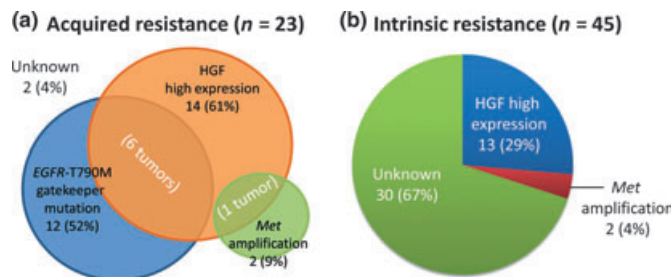 (a) Acquired resistance (n = 23)
Unknown
2 (4%)
HGF
high expression
14 (61%)
(6 tumors)
EGFR-T790M
gatekeeper
mutation
12 (52%)
(1 tumor)
Met
amplification
2 (9%)
(b) Intrinsic resistance (n = 45)
HGF high
expression
13 (29%)
Unknown
30 (67%)
Met
amplification
2 (4%)